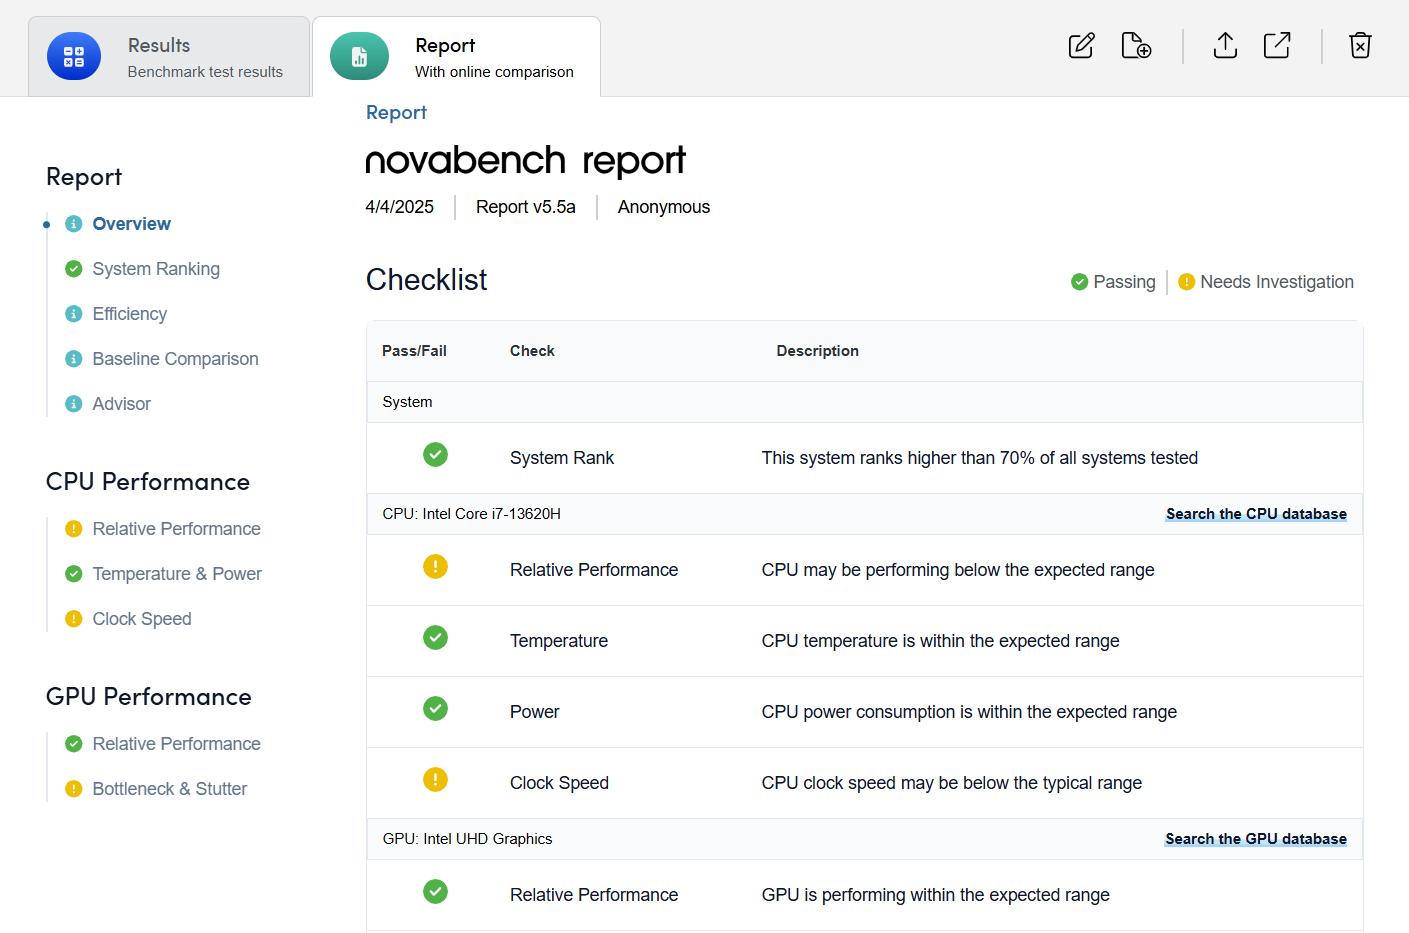 Results
Benchmark test results
Report
With online comparison
Report
Overview
System Ranking
Efficiency
Baseline Comparison
Advisor
CPU Performance
Relative Performance
Temperature & Power
Clock Speed
GPU Performance
Relative Performance
Bottleneck & Stutter
Report
novabench report
4/4/2025 Report v5.5a Anonymous
Checklist
Passing Needs Investigation
Pass/Fail Check Description
System
System Rank This system ranks higher than 70% of all systems tested
CPU: Intel Core i7-13620H Search the CPU database
Relative Performance CPU may be performing below the expected range
Temperature CPU temperature is within the expected range
Power CPU power consumption is within the expected range
Clock Speed CPU clock speed may be below the typical range
GPU: Intel UHD Graphics Search the GPU database
Relative Performance GPU is performing within the expected range